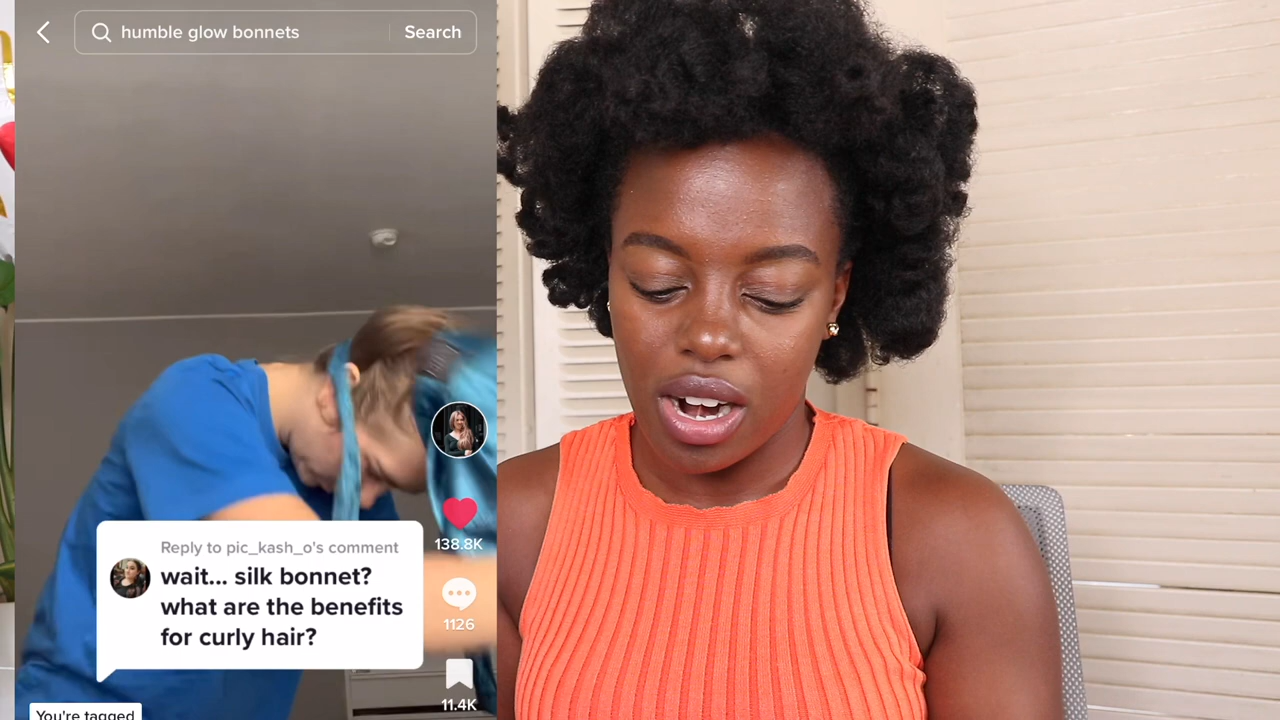 humble glow bonnets
Search
Reply to pic_kash_o's comment
wait... silk bonnet?
what are the benefits
for curly hair?
138.8K
1126
11.4K
You're tagged